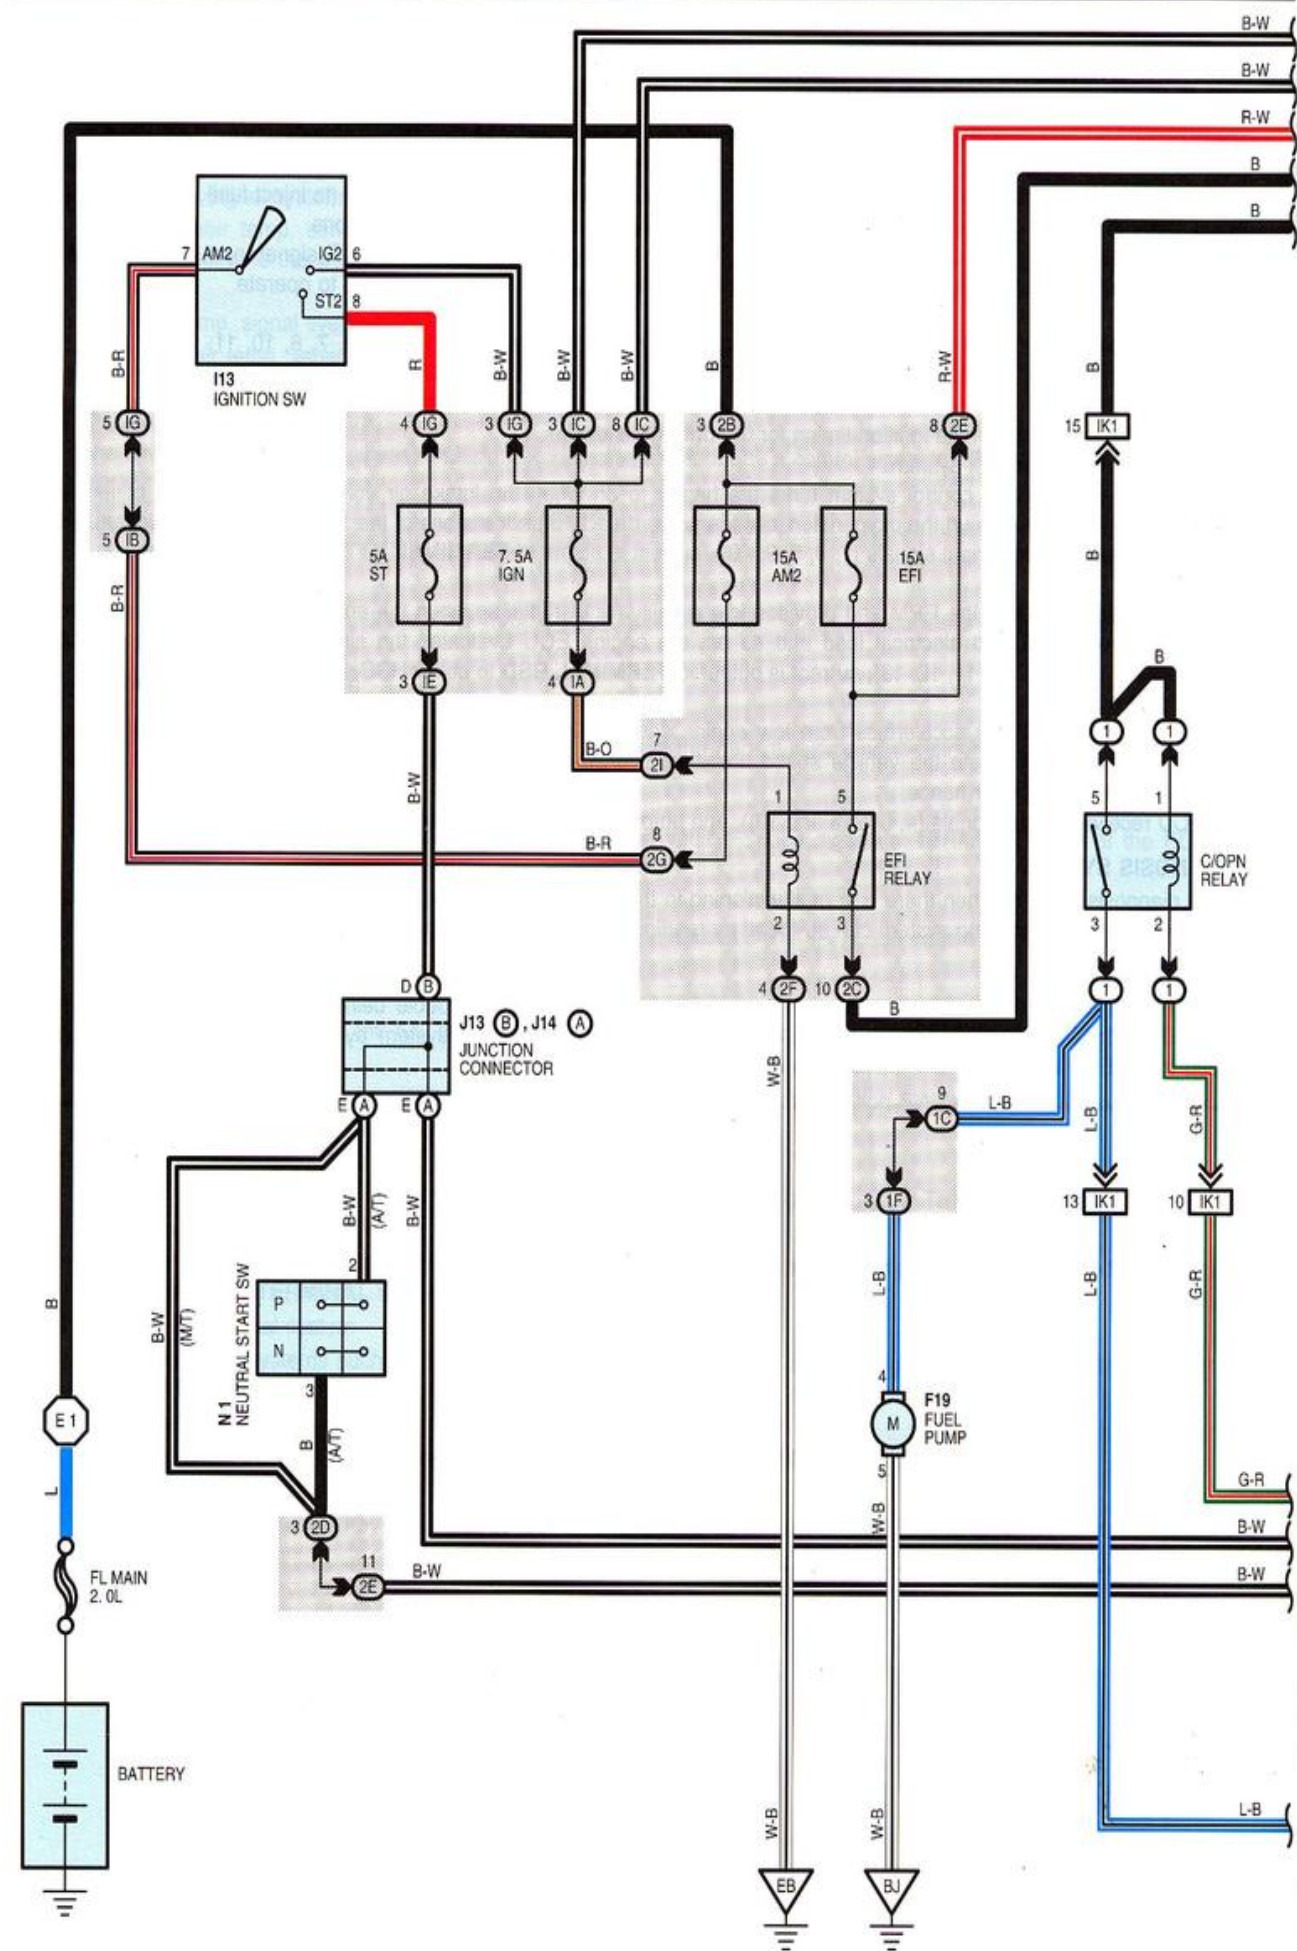 B-W
B-W
R-W
B
B
7 AM2
IG2 6
ST2 8
I13
IGNITION SW
B-R
R
B-W
B-W
B-W
B
R-W
B
5 IG
4 IG
3 IG
3 IC
8 IC
3 2B
8 2E
15 IK1
5 IB
5A
ST
7. 5A
IGN
15A
AM2
15A
EFI
B
B-R
3 IE
4 IA
B
1
1
B-O
7
2I
B-W
1
5
5
1
B-R
8
2G
EFI
RELAY
C/OPN
RELAY
2
3
3
2
D B
4 2F
10 2C
B
1
1
J13 B , J14 A
JUNCTION
CONNECTOR
W-B
E A
E A
9
1C
L-B
L-B
G-R
B-W
(A/T)
B-W
3 1F
13 IK1
10 IK1
2
P
N
N 1
NEUTRAL START SW
B-W
(M/T)
B
L-B
L-B
G-R
3
4
E 1
M
F19
FUEL
PUMP
B
(A/T)
5
L
W-B
G-R
3 2D
B-W
11
2E
B-W
B-W
FL MAIN
2. 0L
BATTERY
W-B
W-B
L-B
EB
BJ